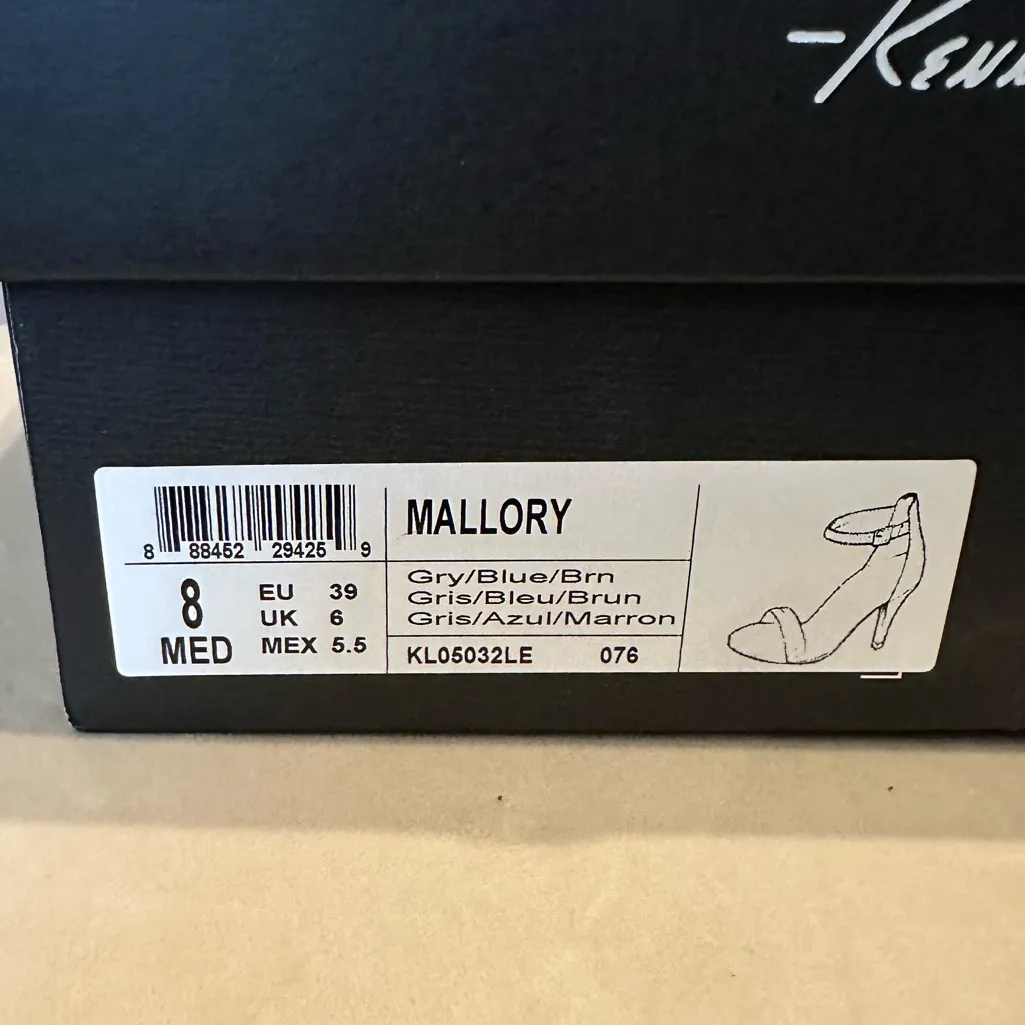 -KENN
8 88452 29425 9
8
MED
EU 39
UK 6
MEX 5.5
MALLORY
Gry/Blue/Brn
Gris/Bleu/Brun
Gris/Azul/Marron
KL05032LE 076